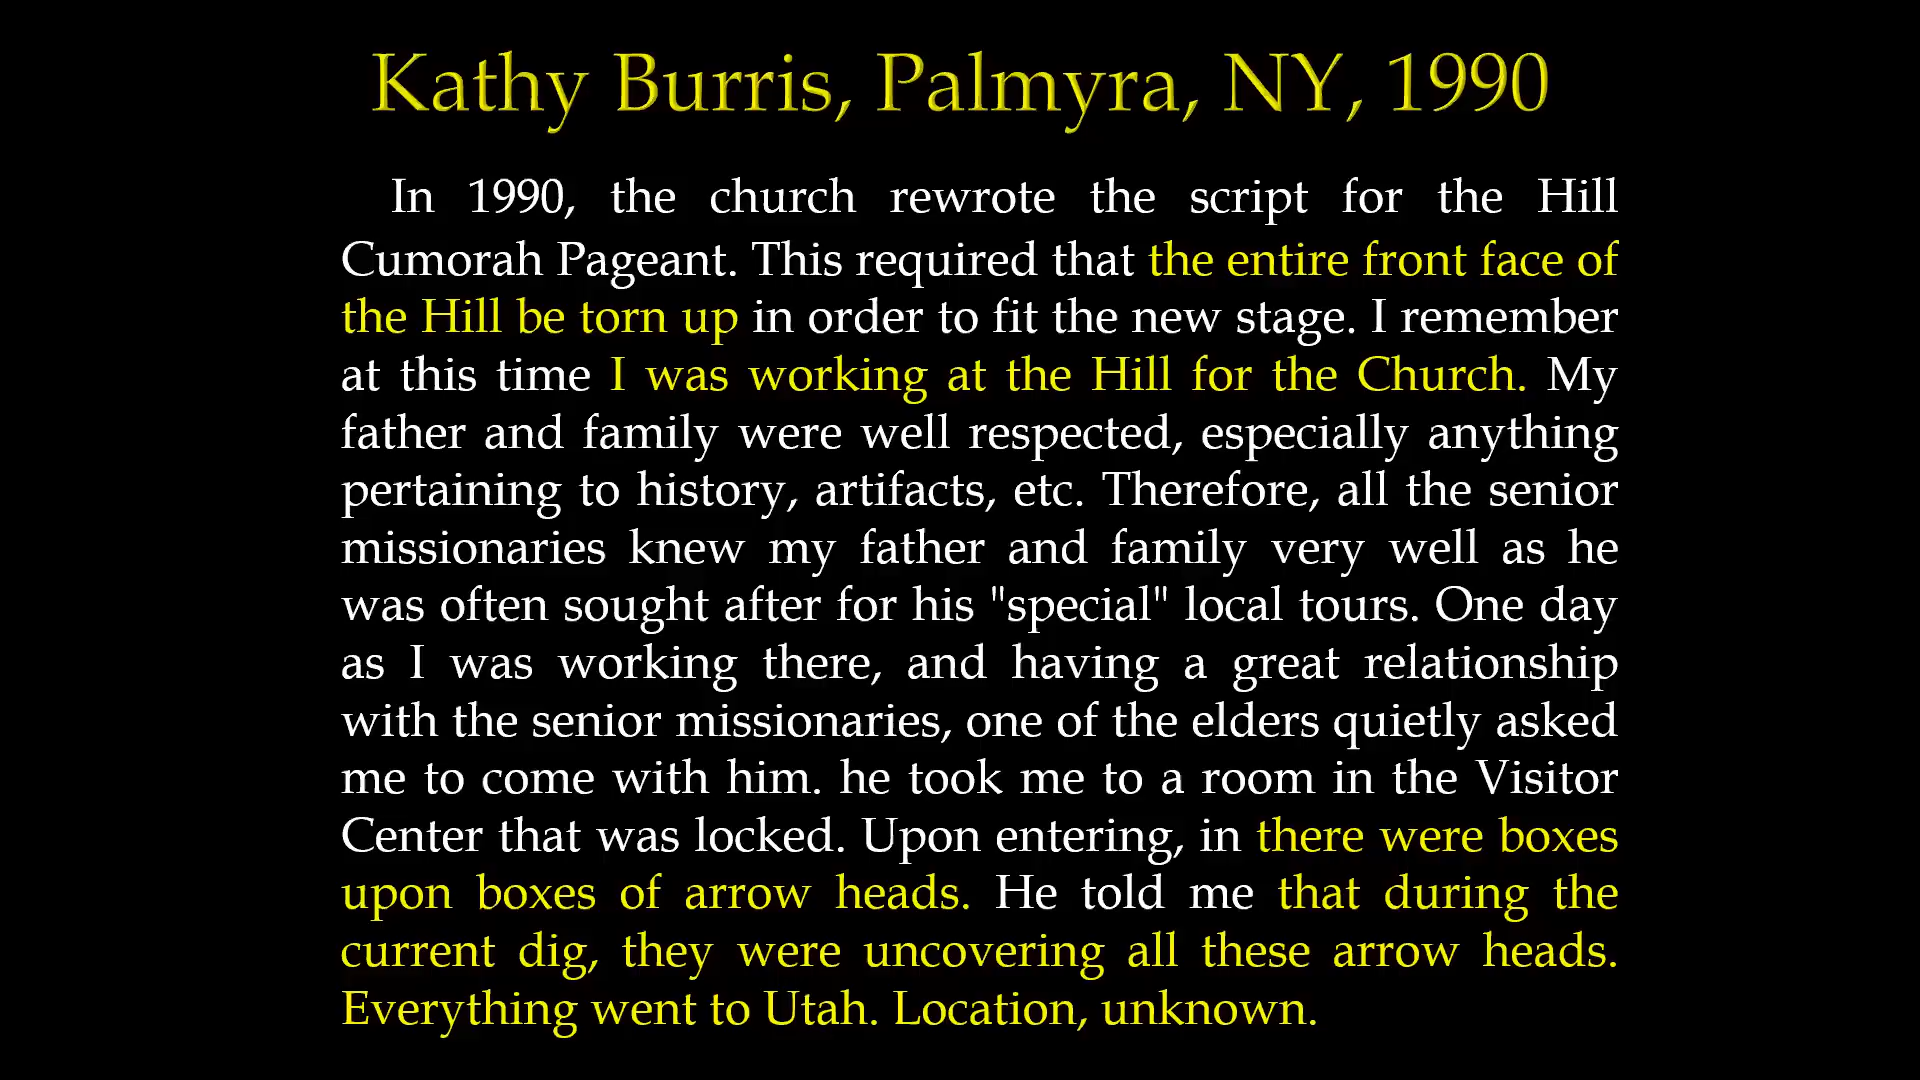 Kathy Burris, Palmyra, NY, 1990
In 1990, the church rewrote the script for the Hill
Cumorah Pageant. This required that the entire front face of
the Hill be torn up in order to fit the new stage. I remember
at this time I was working at the Hill for the Church. My
father and family were well respected, especially anything
pertaining to history, artifacts, etc. Therefore, all the senior
missionaries knew my father and family very well as he
was often sought after for his "special" local tours. One day
as I was working there, and having a great relationship
with the senior missionaries, one of the elders quietly asked
me to come with him. he took me to a room in the Visitor
Center that was locked. Upon entering, in there were boxes
upon boxes of arrow heads. He told me that during the
current dig, they were uncovering all these arrow heads.
Everything went to Utah. Location, unknown.